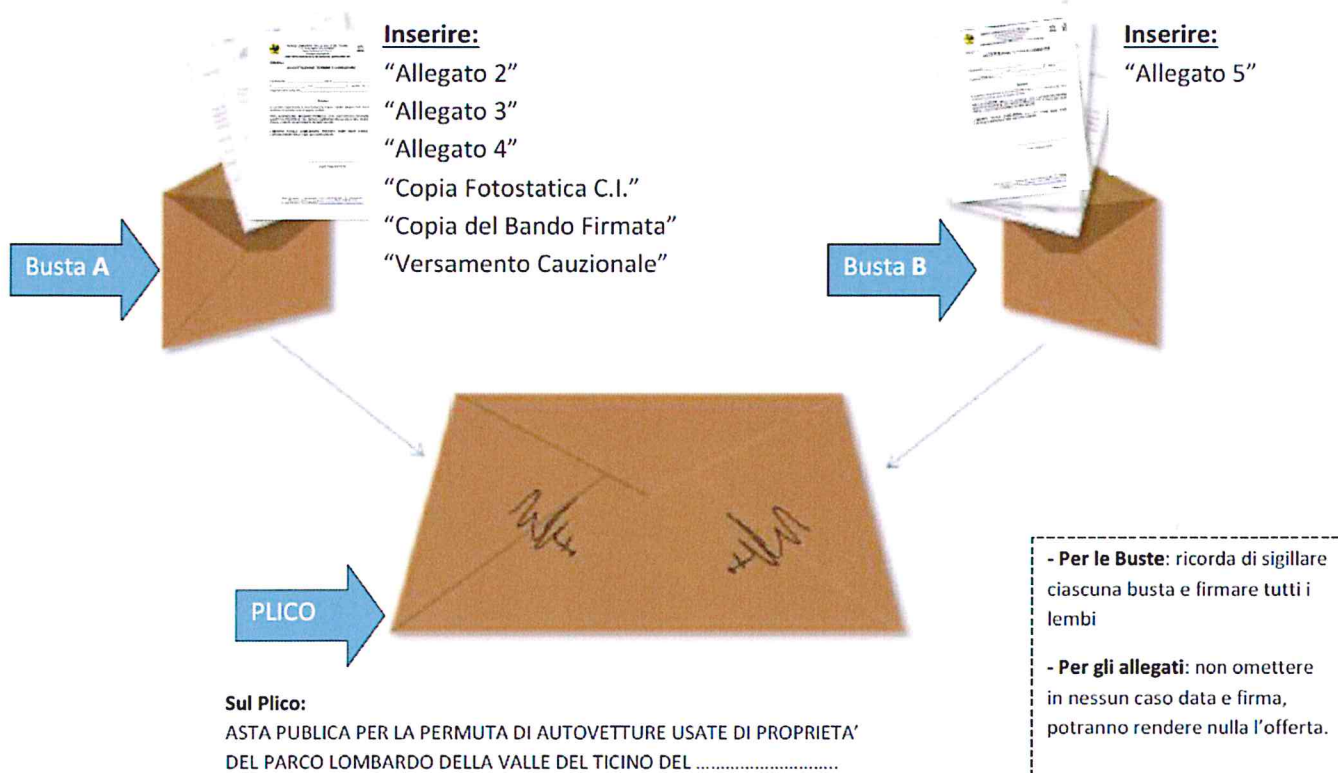 Inserire:
“Allegato 2”
“Allegato 3”
“Allegato 4”
“Copia Fotostatica C.I.”
“Copia del Bando Firmata”
“Versamento Cauzionale”
Busta A
Inserire:
“Allegato 5”
Busta B
PLICO
Sul Plico:
ASTA PUBLICA PER LA PERMUTA DI AUTOVETTURE USATE DI PROPRIETA’
DEL PARCO LOMBARDO DELLA VALLE DEL TICINO DEL ...........................
- Per le Buste: ricorda di sigillare
ciascuna busta e firmare tutti i
lembi
- Per gli allegati: non omettere
in nessun caso data e firma,
potranno rendere nulla l’offerta.